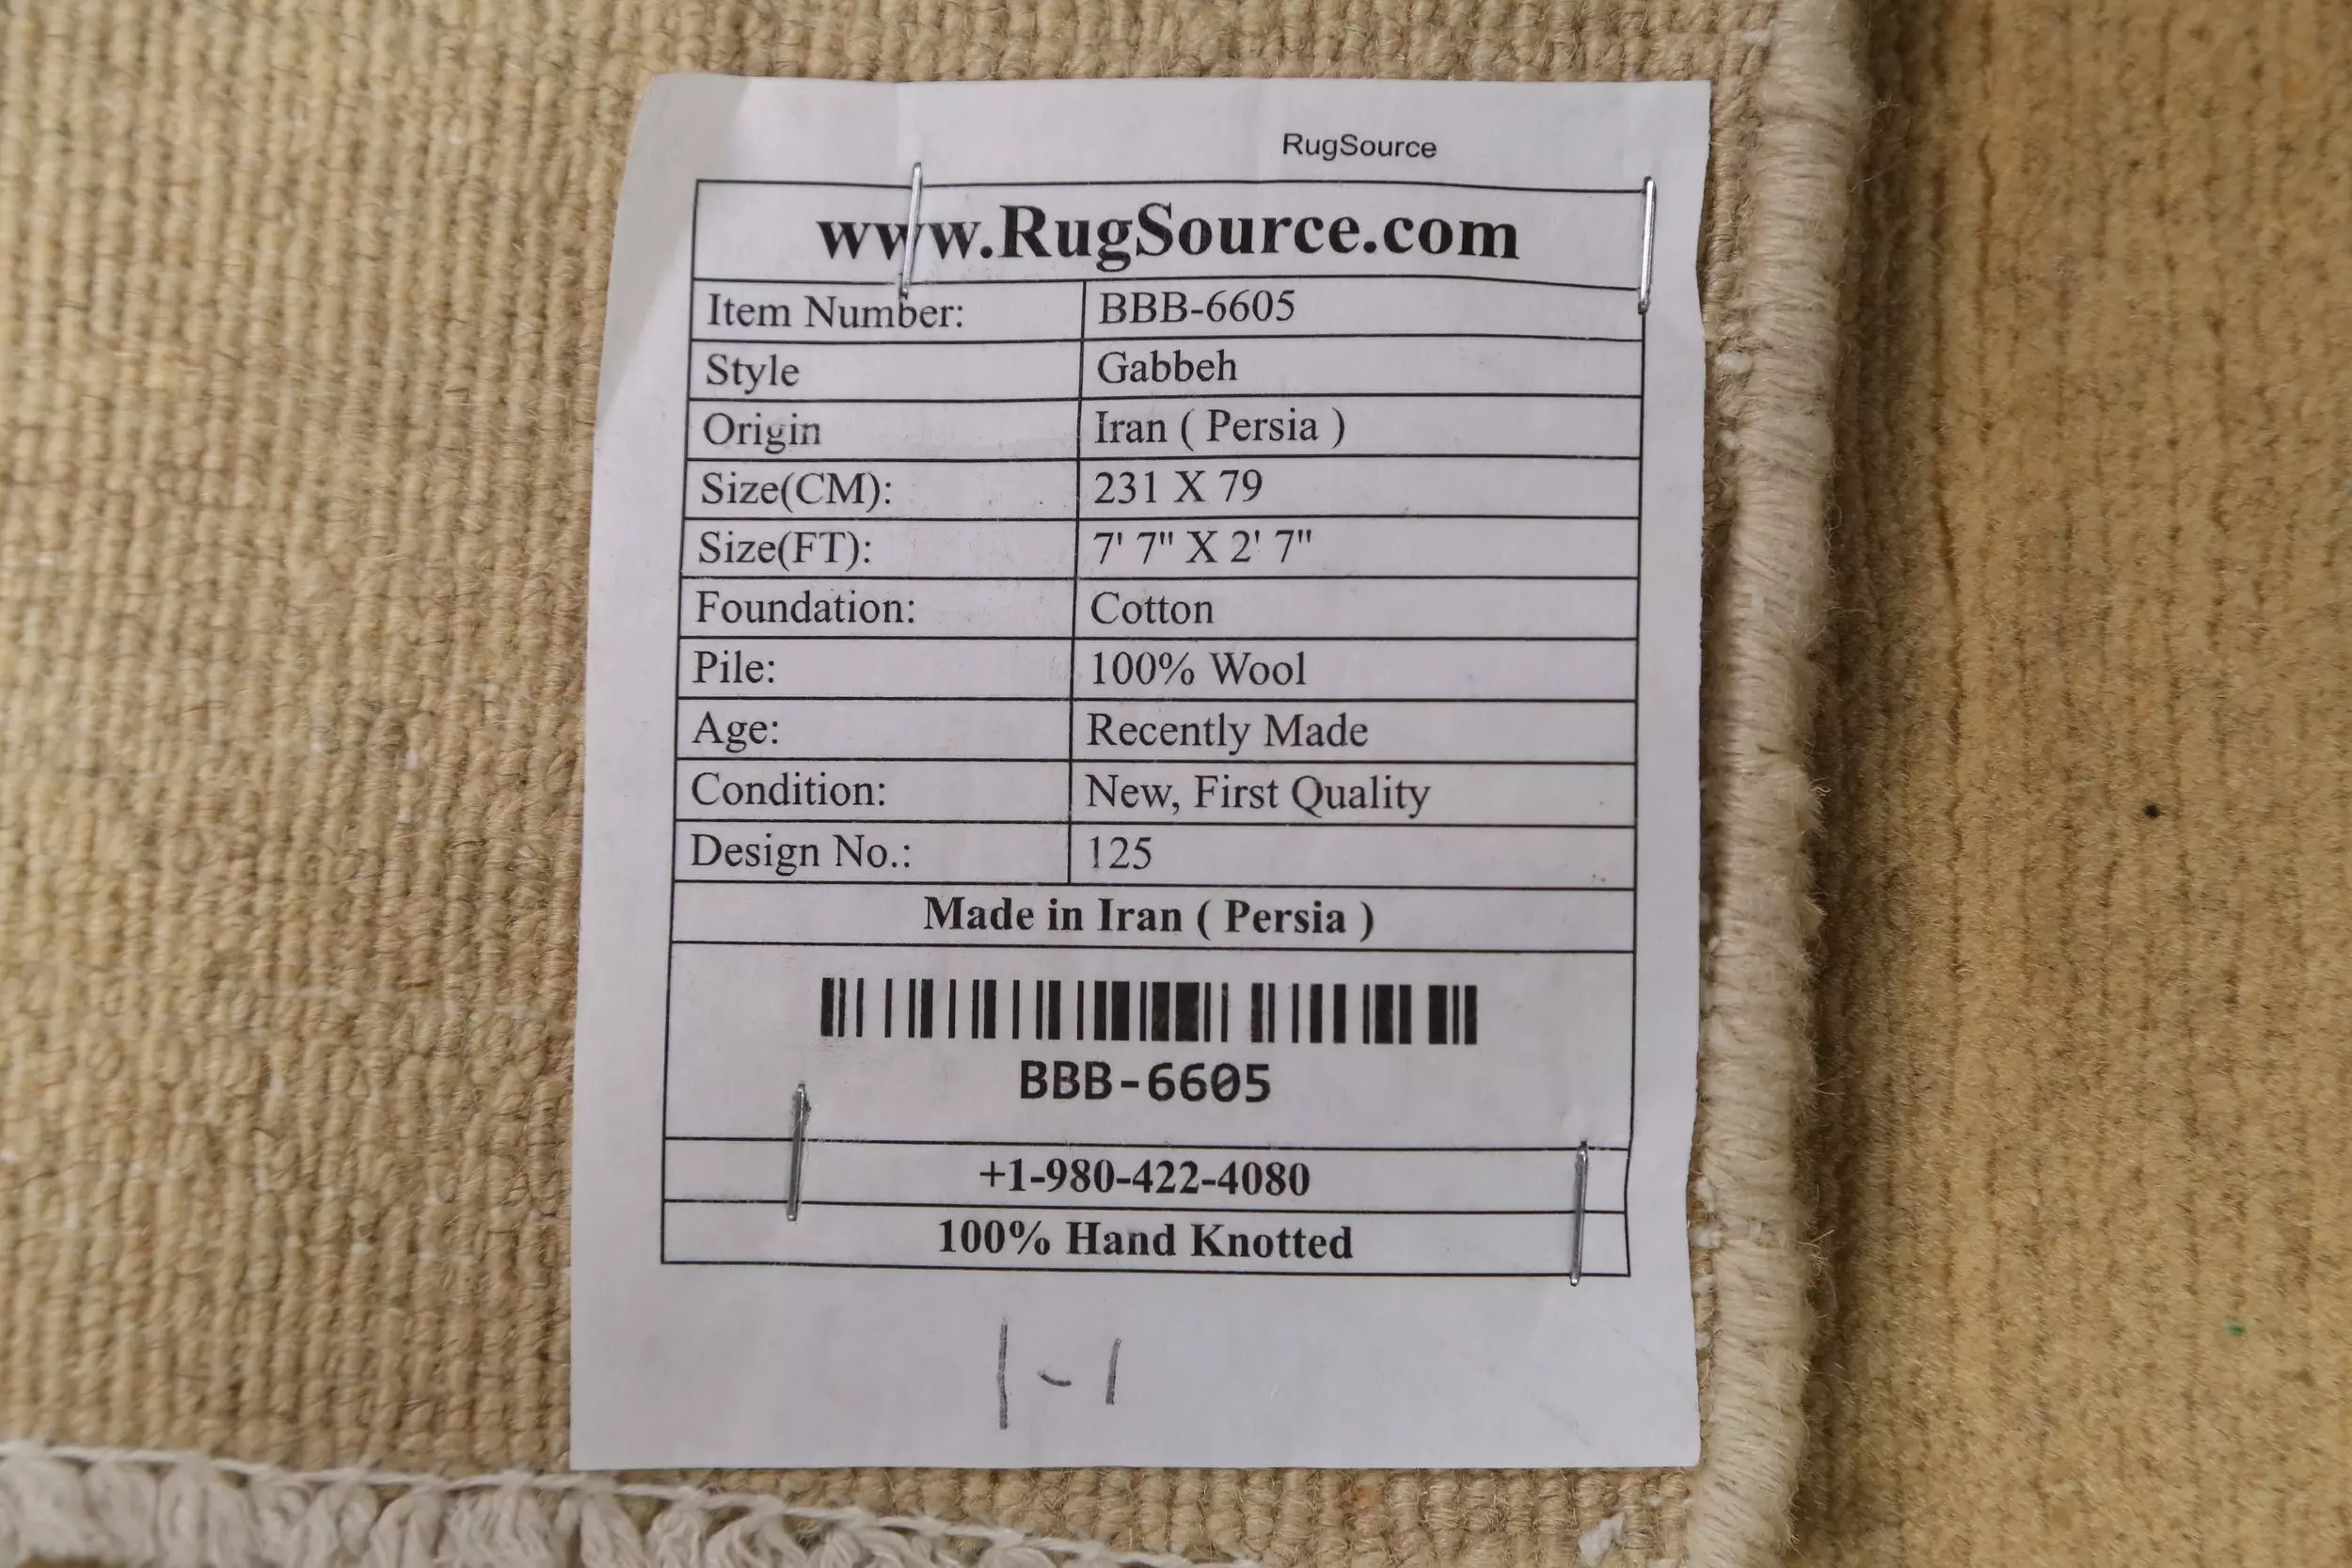 RugSource
www.RugSource.com
Item Number: BBB-6605
Style Gabbeh
Origin Iran ( Persia )
Size(CM): 231 X 79
Size(FT): 7' 7" X 2' 7"
Foundation: Cotton
Pile: 100% Wool
Age: Recently Made
Condition: New, First Quality
Design No.: 125
Made in Iran ( Persia )
BBB-6605
+1-980-422-4080
100% Hand Knotted
1-1